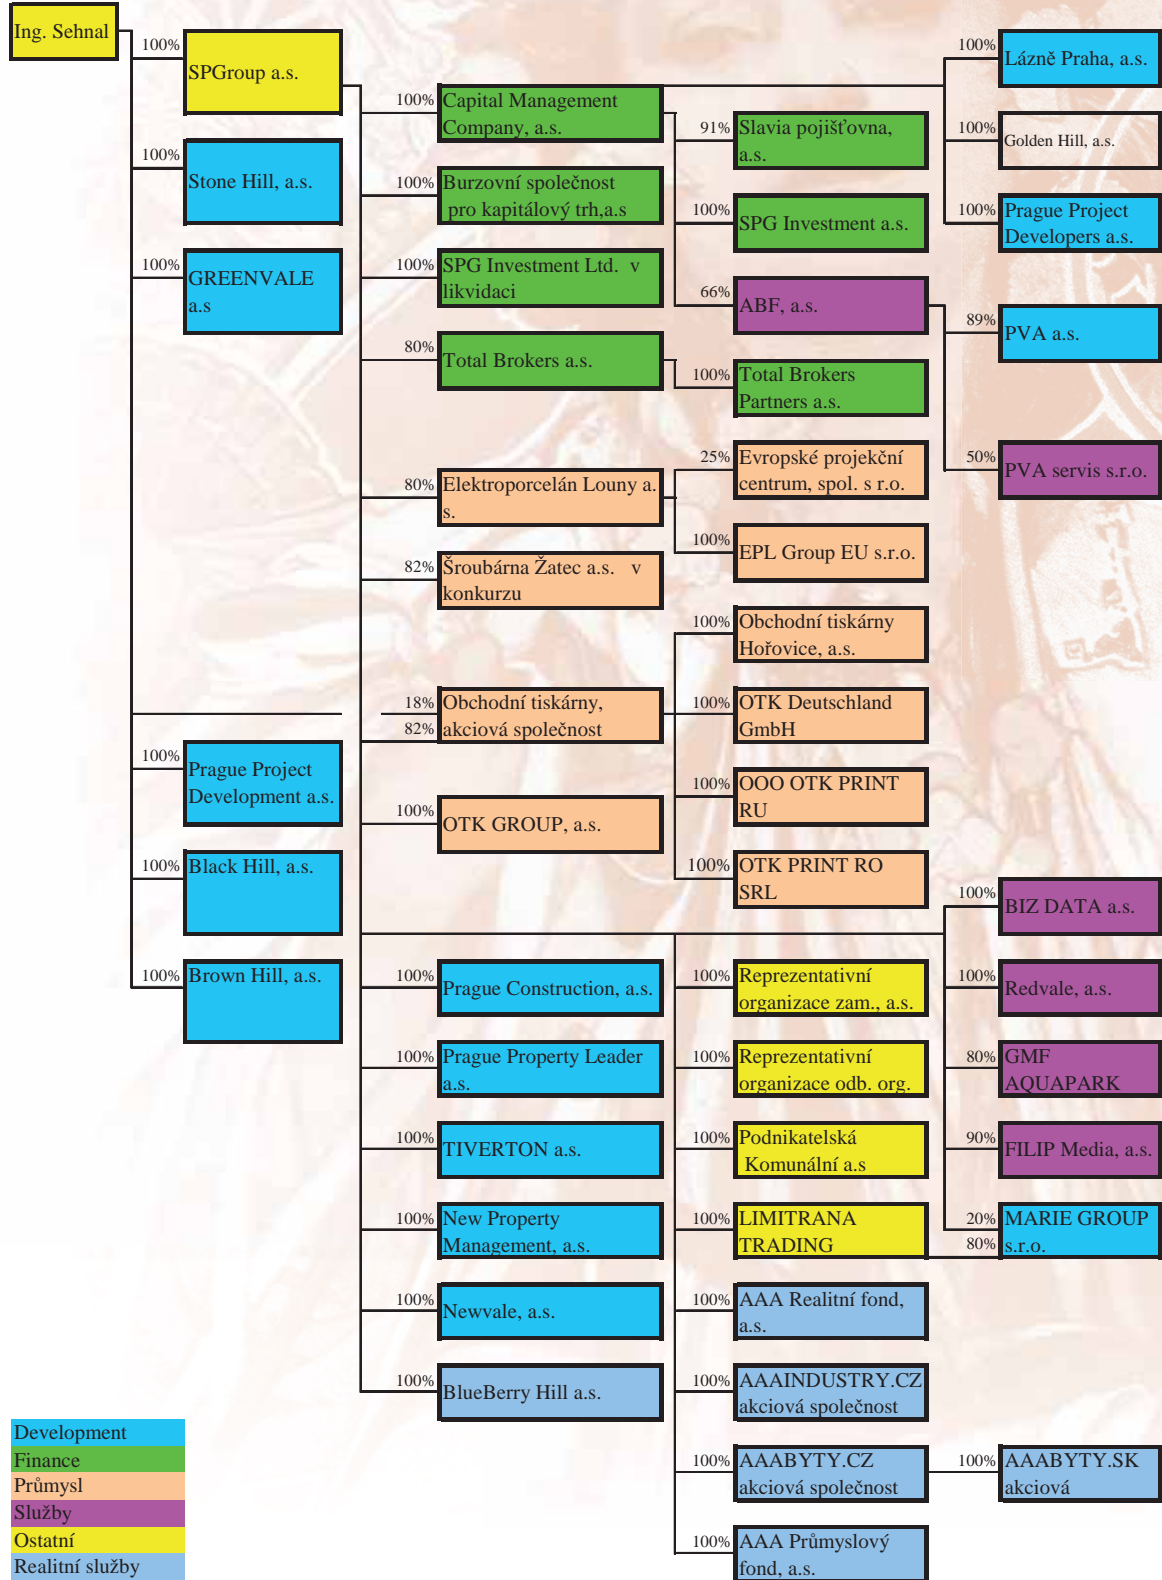 Ing. Sehnal
100%
SPGroup a.s.
100%
Stone Hill, a.s.
100%
GREENVALE
a.s
100%
Prague Project
Development a.s.
100%
Black Hill, a.s.
100%
Brown Hill, a.s.
100%
Capital Management
Company, a.s.
100%
Burzovní společnost
pro kapitálový trh,a.s
100%
SPG Investment Ltd. v
likvidaci
80%
Total Brokers a.s.
80%
Elektroporcelán Louny a.
s.
82%
Šroubárna Žatec a.s. v
konkurzu
18%
82%
Obchodní tiskárny,
akciová společnost
100%
OTK GROUP, a.s.
100%
Prague Construction, a.s.
100%
Prague Property Leader
a.s.
100%
TIVERTON a.s.
100%
New Property
Management, a.s.
100%
Newvale, a.s.
100%
BlueBerry Hill a.s.
91%
Slavia pojišťovna,
a.s.
100%
SPG Investment a.s.
66%
ABF, a.s.
100%
Total Brokers
Partners a.s.
25%
Evropské projekční
centrum, spol. s r.o.
100%
EPL Group EU s.r.o.
100%
Obchodní tiskárny
Hořovice, a.s.
100%
OTK Deutschland
GmbH
100%
OOO OTK PRINT
RU
100%
OTK PRINT RO
SRL
100%
Reprezentativní
organizace zam., a.s.
100%
Reprezentativní
organizace odb. org.
100%
Podnikatelská
Komunální a.s
100%
LIMITRANA
TRADING
100%
AAA Realitní fond,
a.s.
100%
AAAINDUSTRY.CZ
akciová společnost
100%
AAABYTY.CZ
akciová společnost
100%
AAA Průmyslový
fond, a.s.
100%
Lázně Praha, a.s.
100%
Golden Hill, a.s.
100%
Prague Project
Developers a.s.
89%
PVA a.s.
50%
PVA servis s.r.o.
100%
BIZ DATA a.s.
100%
Redvale, a.s.
80%
GMF
AQUAPARK
90%
FILIP Media, a.s.
20%
80%
MARIE GROUP
s.r.o.
100%
AAABYTY.SK
akciová
Development
Finance
Průmysl
Služby
Ostatní
Realitní služby